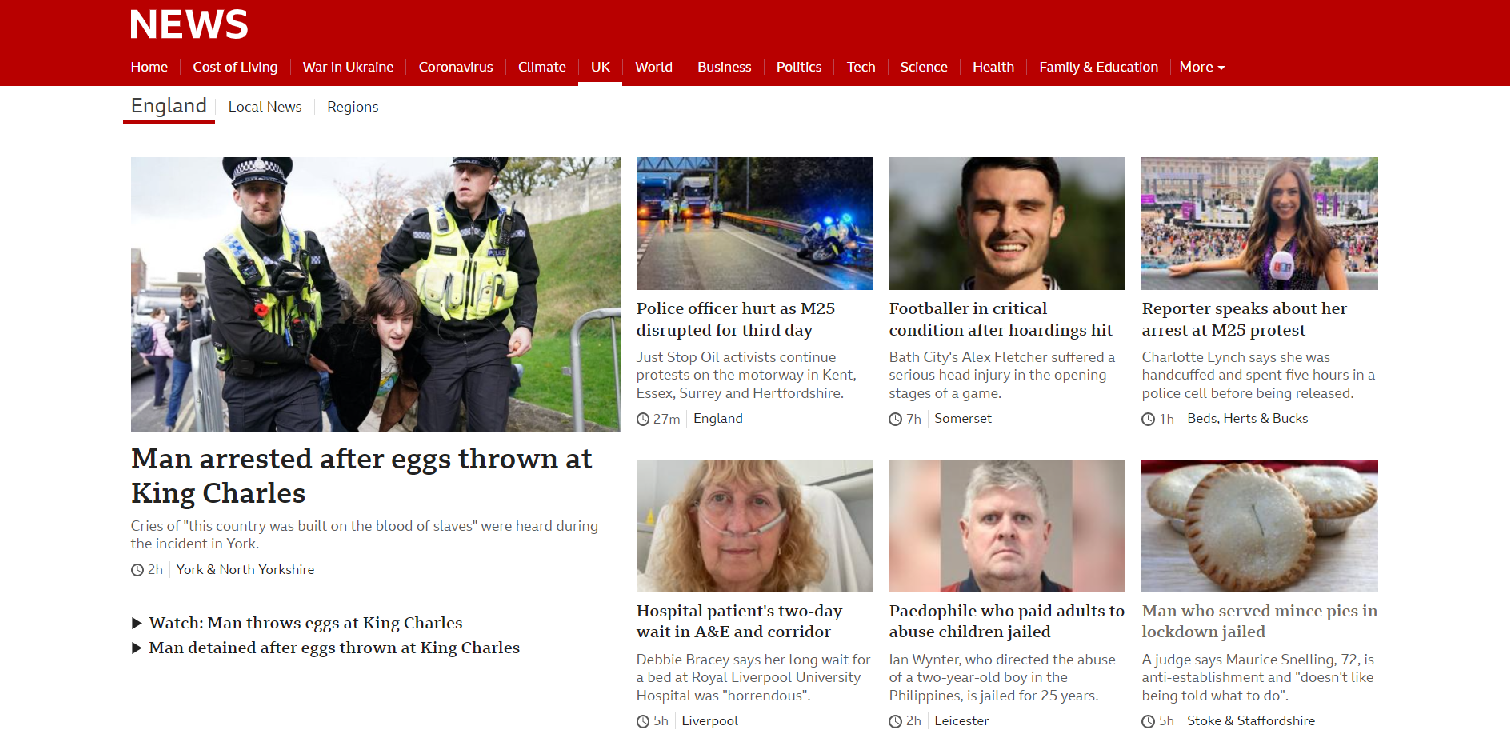 NEWS
Home
Cost of Living
War in Ukraine
Coronavirus
Climate
UK
World
Business
Politics
Tech
Science
Health
Family & Education
More
England
Local News
Regions
Man arrested after eggs thrown at
King Charles
Cries of "this country was built on the blood of slaves" were heard during
the incident in York.
2h
York & North Yorkshire
Watch: Man throws eggs at King Charles
Man detained after eggs thrown at King Charles
Police officer hurt as M25
disrupted for third day
Just Stop Oil activists continue
protests on the motorway in Kent,
Essex, Surrey and Hertfordshire.
27m
England
Footballer in critical
condition after hoardings hit
Bath City's Alex Fletcher suffered a
serious head injury in the opening
stages of a game.
7h
Somerset
Reporter speaks about her
arrest at M25 protest
Charlotte Lynch says she was
handcuffed and spent five hours in a
police cell before being released.
1h
Beds, Herts & Bucks
Hospital patient's two-day
wait in A&E and corridor
Debbie Bracey says her long wait for
a bed at Royal Liverpool University
Hospital was "horrendous".
5h
Liverpool
Paedophile who paid adults to
abuse children jailed
Ian Wynter, who directed the abuse
of a two-year-old boy in the
Philippines, is jailed for 25 years.
2h
Leicester
Man who served mince pies in
lockdown jailed
A judge says Maurice Snelling, 72, is
anti-establishment and "doesn't like
being told what to do".
5h
Stoke & Staffordshire